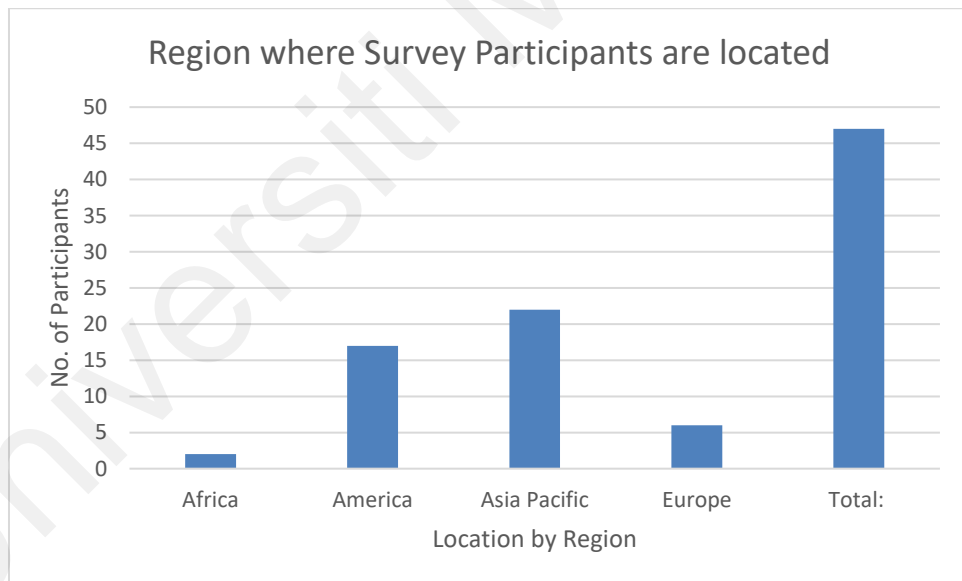 Region where Survey Participants are located
50
45
40
35
30
25
20
15
10
5
0
No. of Participants
Africa America Asia Pacific Europe Total:
Location by Region